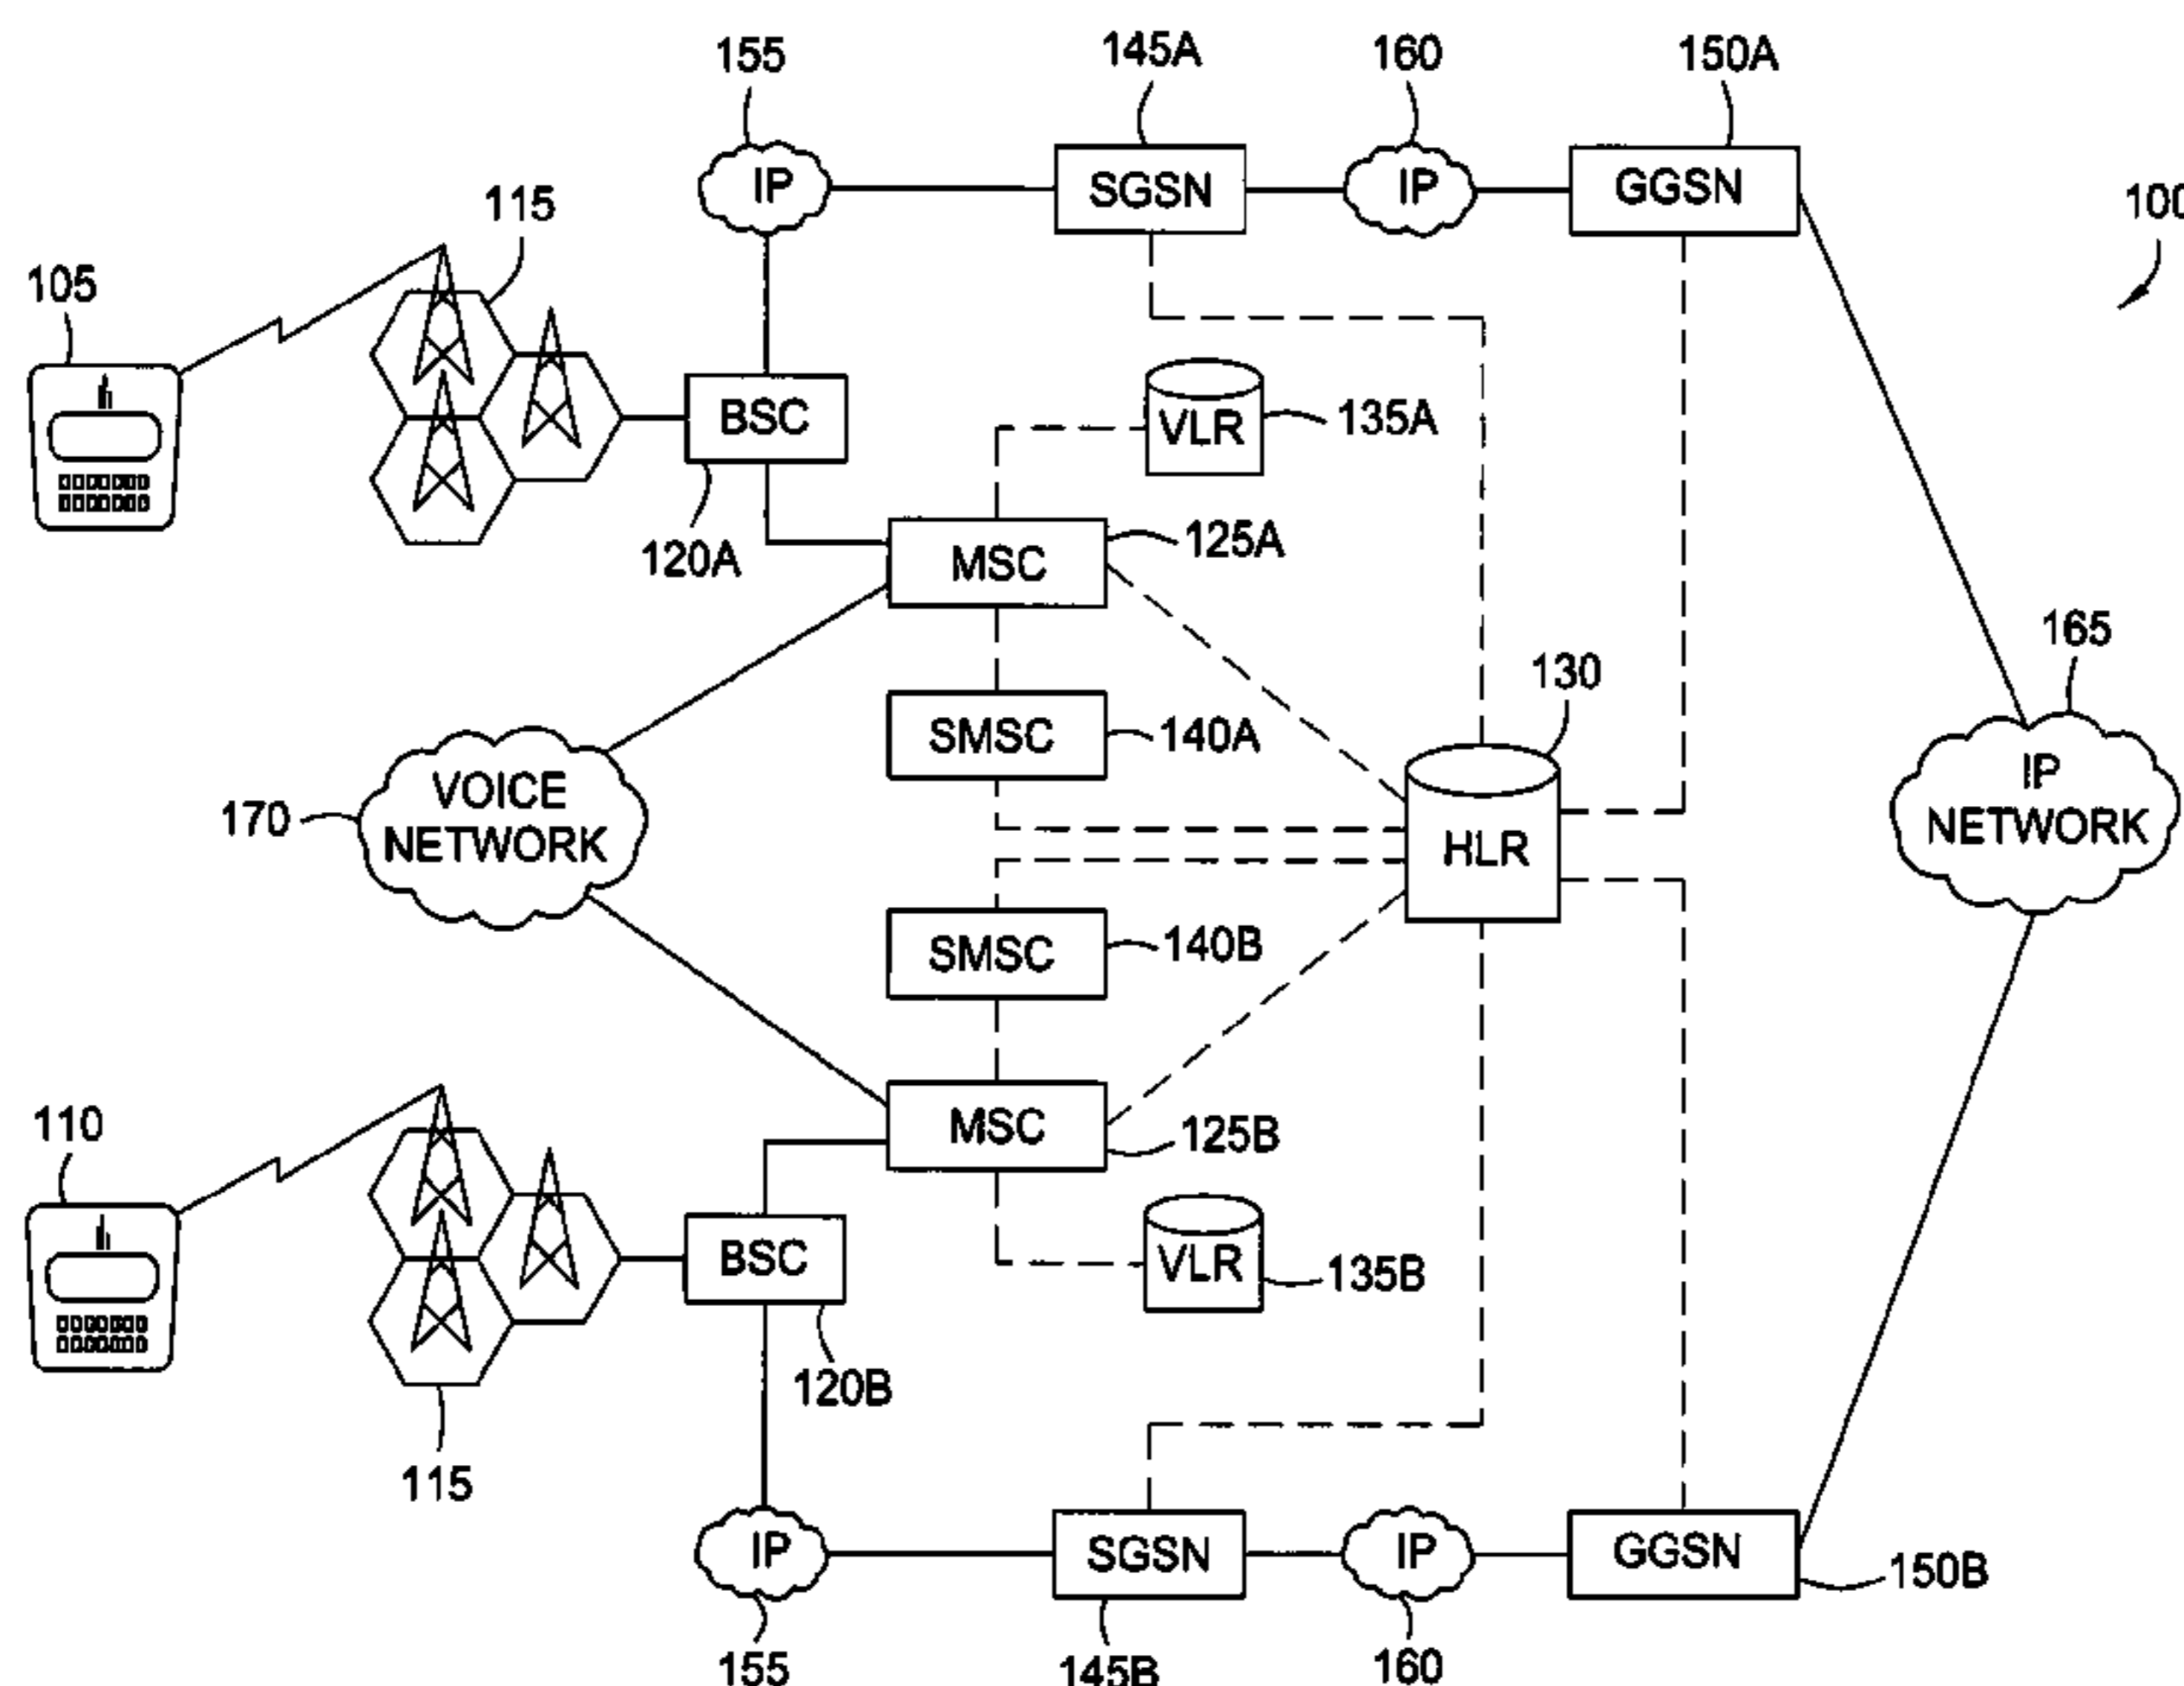 155
145A
160
150A
IP
SGSN
IP
GGSN
100
115
105
BSC
VLR
135A
120A
MSC
125A
165
130
SMSC
140A
VOICE
NETWORK
170
IP
NETWORK
HLR
SMSC
140B
110
MSC
125B
BSC
VLR
135B
120B
115
IP
SGSN
IP
GGSN
150B
155
145B
160